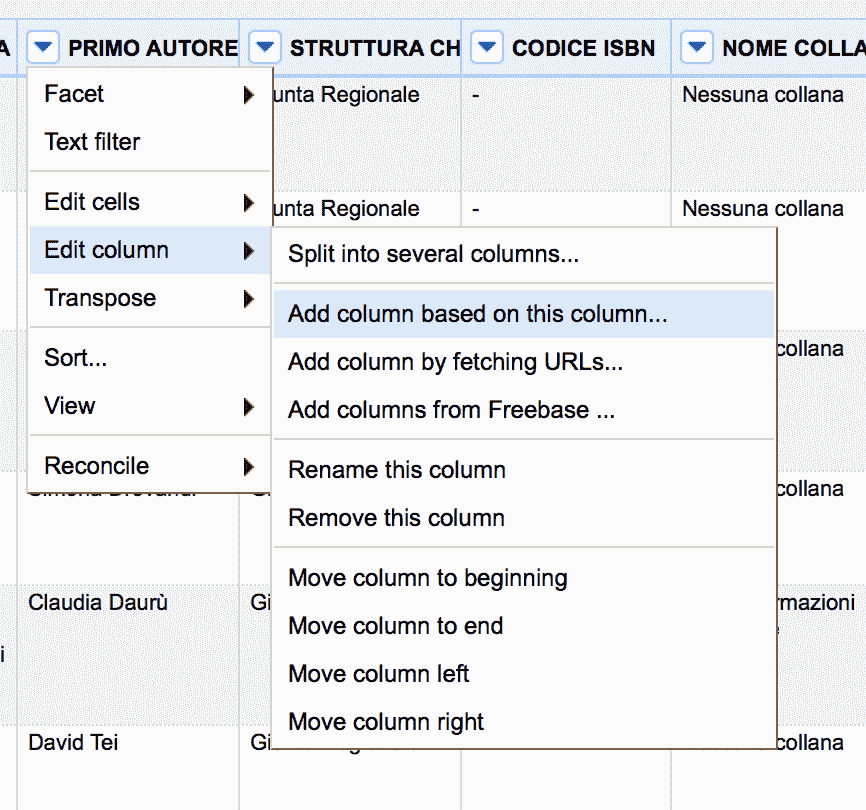 A PRIMO AUTORE STRUTTURA CH CODICE ISBN NOME COLLA
Facet
Text filter
Edit cells
Edit column
Transpose
Sort...
View
Reconcile
Split into several columns...
Add column based on this column...
Add column by fetching URLs...
Add columns from Freebase ...
Rename this column
Remove this column
Move column to beginning
Move column to end
Move column left
Move column right
unta Regionale - Nessuna collana
unta Regionale - Nessuna collana
collana
collana
Claudia Daurù Gi rmazioni
i
David Tei Gi collana